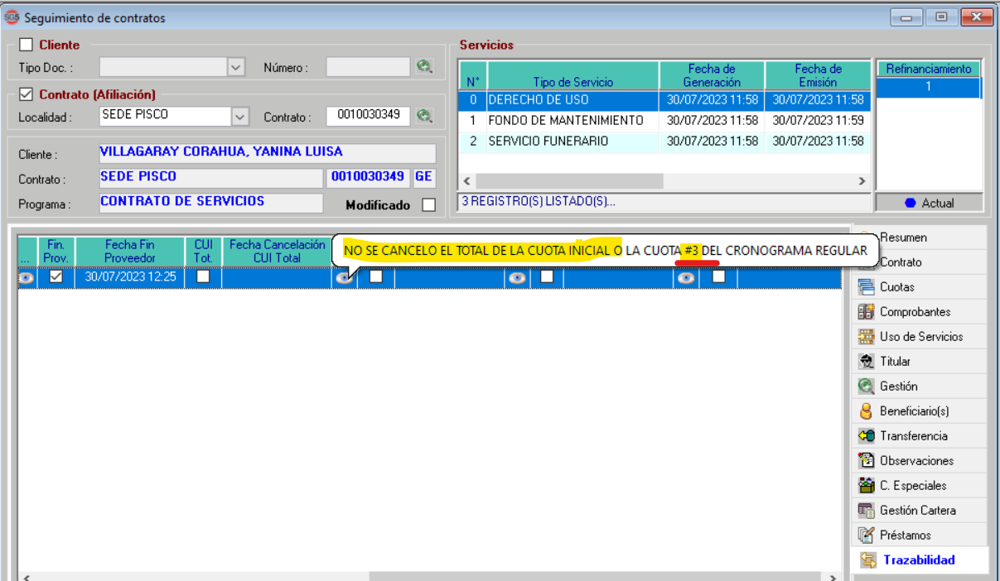 SG5 Seguimiento de contratos
Cliente
Tipo Doc. :
Número :
Contrato (Afiliación)
Localidad :
SEDE PISCO
Contrato :
0010030349
Cliente :
VILLAGARAY CORAHUA, YANINA LUISA
Contrato :
SEDE PISCO
0010030349
GE
Programa :
CONTRATO DE SERVICIOS
Modificado
Servicios
N° Tipo de Servicio Fecha de Generación Fecha de Emisión
0 DERECHO DE USO 30/07/2023 11:58 30/07/2023 11:58
1 FONDO DE MANTENIMIENTO 30/07/2023 11:58 30/07/2023 11:59
2 SERVICIO FUNERARIO 30/07/2023 11:58 30/07/2023 11:58
3 REGISTRO(S) LISTADO(S)...
Refinanciamiento
1
Actual
... Fin. Prov. Fecha Fin Proveedor CUI Tot. Fecha Cancelación CUI Total
NO SE CANCELO EL TOTAL DE LA CUOTA INICIAL O LA CUOTA #3 DEL CRONOGRAMA REGULAR
30/07/2023 12:25
Resumen
Contrato
Cuotas
Comprobantes
Uso de Servicios
Titular
Gestión
Beneficiario(s)
Transferencia
Observaciones
C. Especiales
Gestión Cartera
Préstamos
Trazabilidad